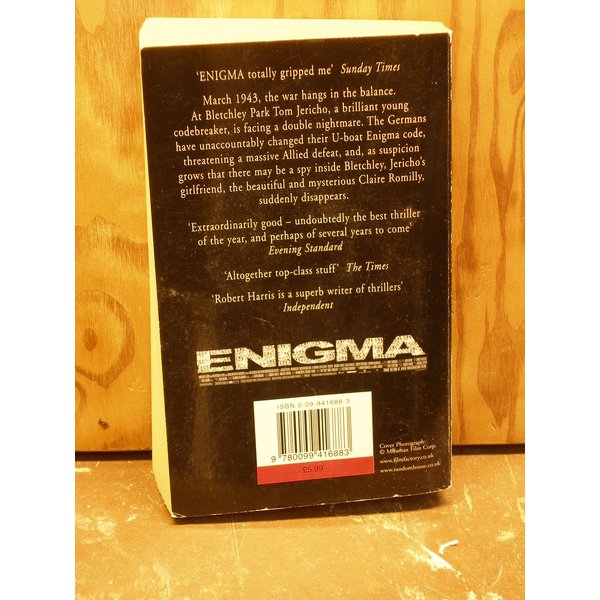 'ENIGMA totally gripped me' Sunday Times
March 1943, the war hangs in the balance.
At Bletchley Park Tom Jericho, a brilliant young
codebreaker, is facing a double nightmare. The Germans
have unaccountably changed their U-boat Enigma code,
threatening a massive Allied defeat, and, as suspicion
grows that there may be a spy inside Bletchley, Jericho's
girlfriend, the beautiful and mysterious Claire Romilly,
suddenly disappears.
'Extraordinarily good – undoubtedly the best thriller
of the year, and perhaps of several years to come'
Evening Standard
'Altogether top-class stuff' The Times
'Robert Harris is a superb writer of thrillers'
Independent
ENIGMA
ISBN 0-09-941688-3
9 780099 416883
£5.99
Cover Photograph:
© Miramax Film Corp.
www.filmfactory.co.uk
www.randomhouse.co.uk